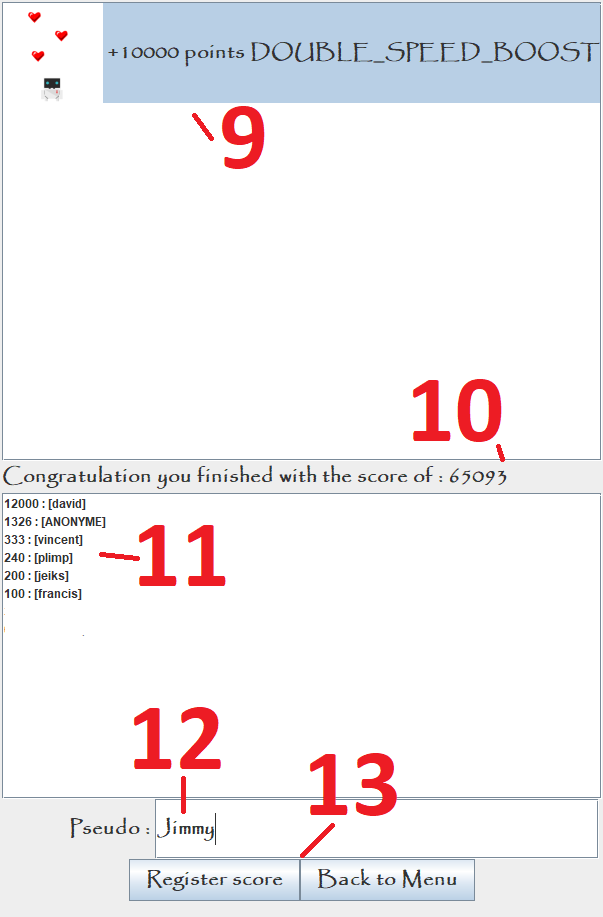 +10000 points DOUBLE_SPEED_BOOST
9
10
Congratulation you finished with the score of : 65093
12000 : [david]
1326 : [ANONYME]
333 : [vincent]
240 : [plimp]
200 : [jeiks]
100 : [francis]
11
12
13
Pseudo : Jimmy
Register score Back to Menu